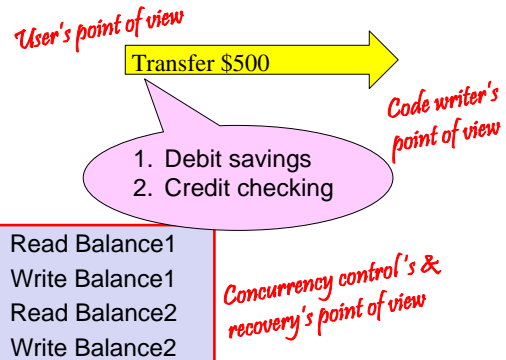 User's point of view
Transfer $500
Code writer's
point of view
1. Debit savings
2. Credit checking
Read Balance1
Write Balance1
Read Balance2
Write Balance2
Concurrency control's &
recovery's point of view